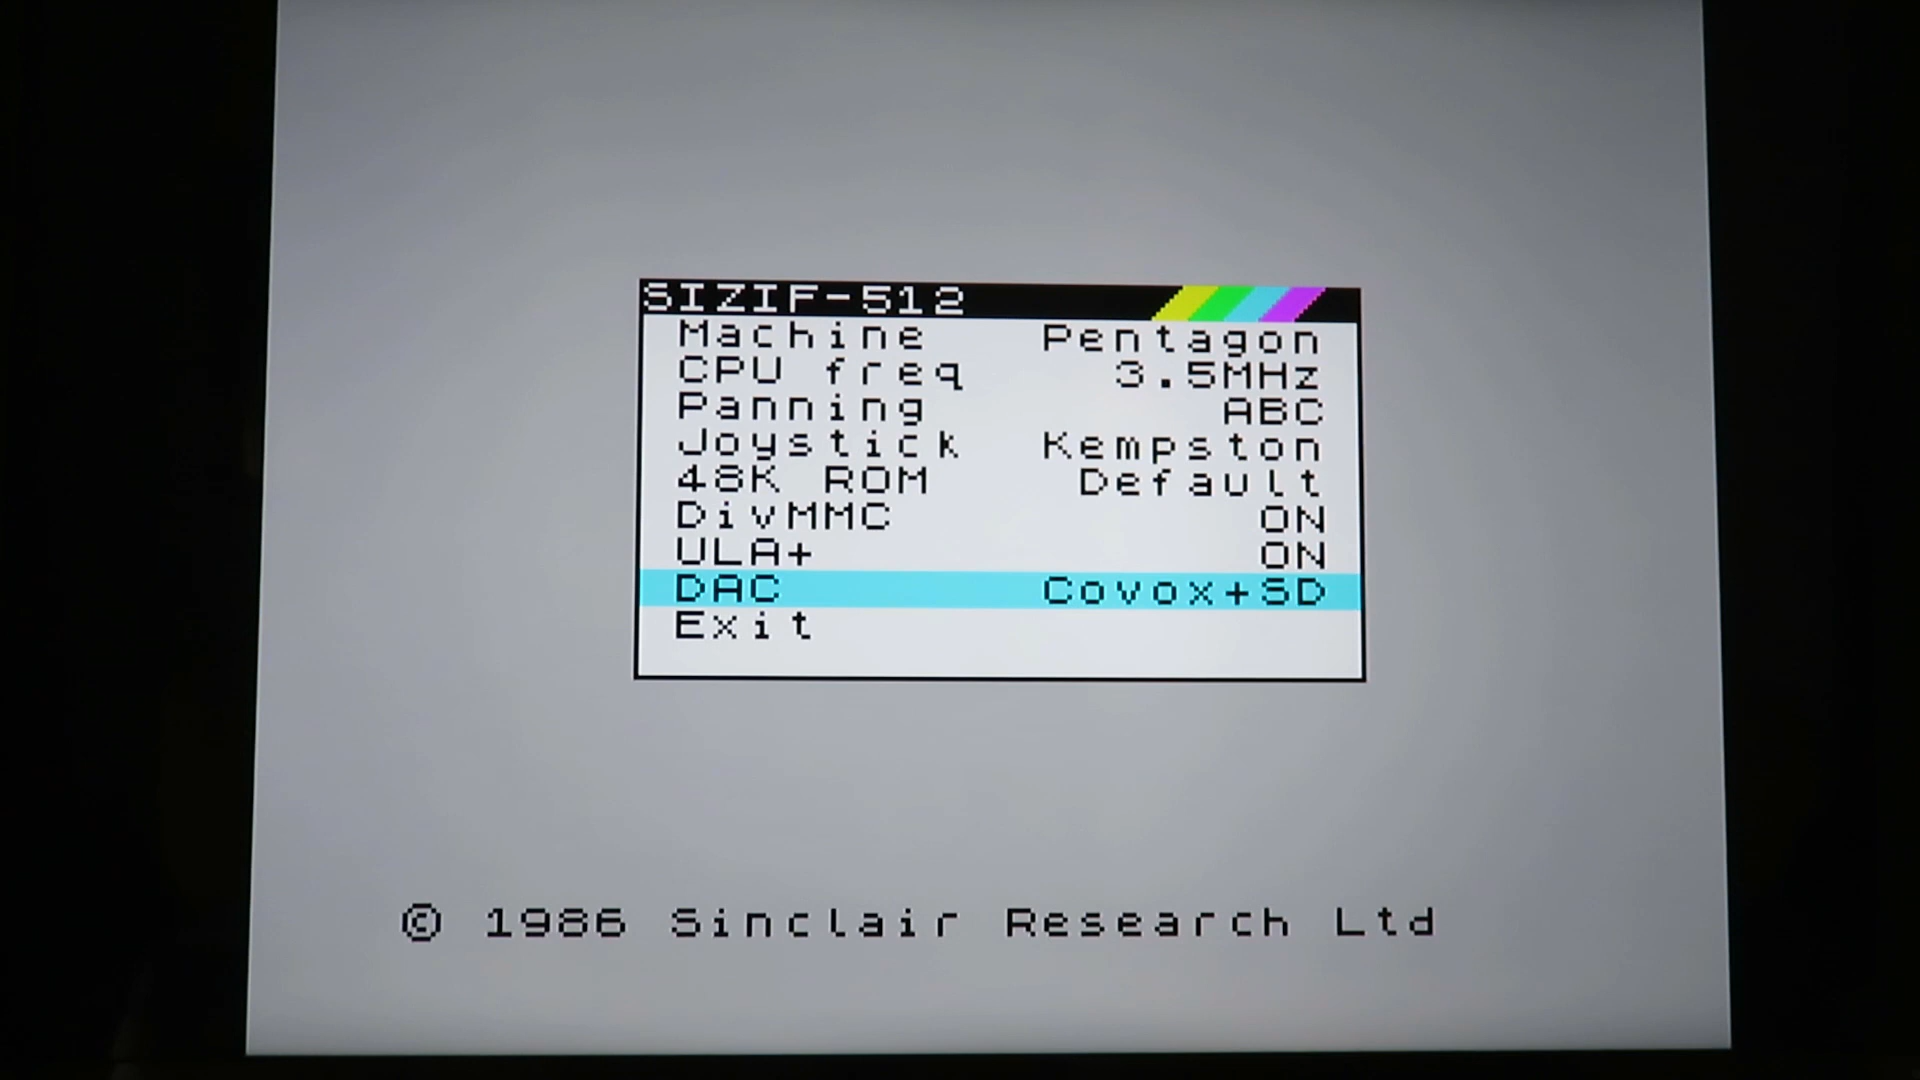 SIZIF-512
Machine Pentagon
CPU freq 3.5MHz
Panning ABC
Joystick Kempston
48K ROM Default
DivMMC ON
ULA+ ON
DAC Covox+SD
Exit
© 1986 Sinclair Research Ltd